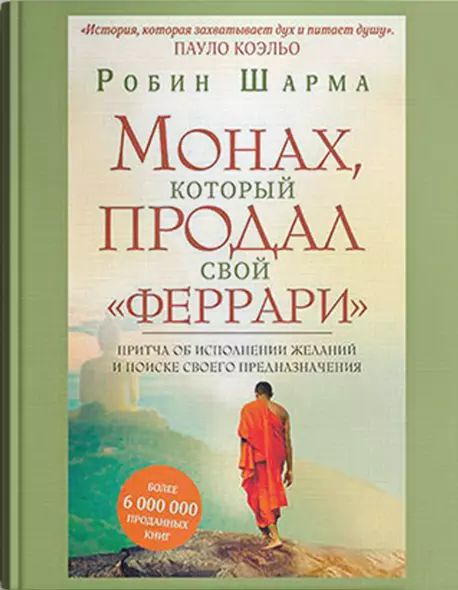 «История, которая захватывает дух и питает душу».
ПАУЛО КОЭЛЬО
РОБИН ШАРМА
МОНАХ,
КОТОРЫЙ
ПРОДАЛ
СВОЙ
«ФЕРРАРИ»
ПРИТЧА ОБ ИСПОЛНЕНИИ ЖЕЛАНИЙ
И ПОИСКЕ СВОЕГО ПРЕДНАЗНАЧЕНИЯ
БОЛЕЕ
6 000 000
ПРОДАННЫХ
КНИГ